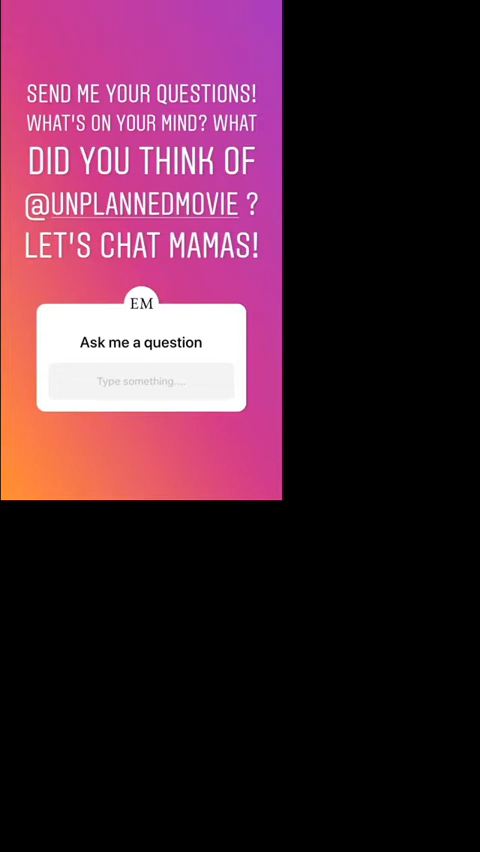 SEND ME YOUR QUESTIONS!
WHAT'S ON YOUR MIND? WHAT
DID YOU THINK OF
@UNPLANNEDMOVIE ?
LET'S CHAT MAMAS!
EM
Ask me a question
Type something....